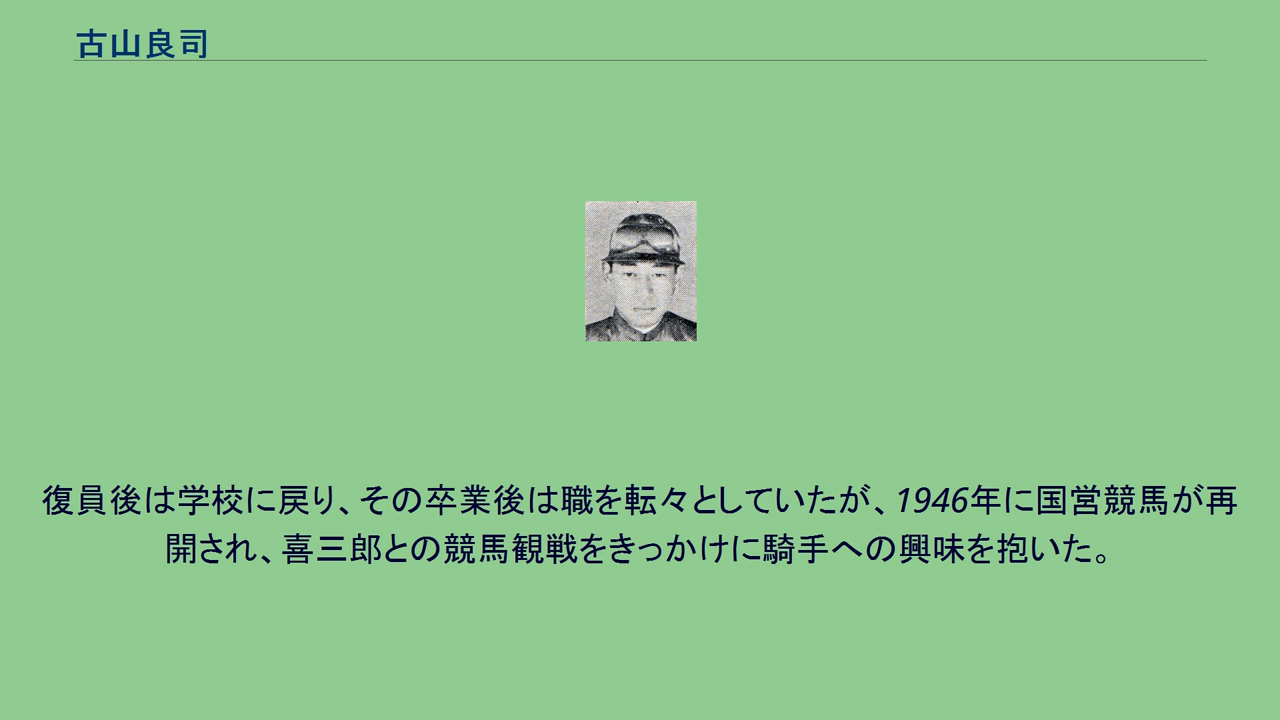 古山良司
復員後は学校に戻り、その卒業後は職を転々としていたが、1946年に国営競馬が再
開され、喜三郎との競馬観戦をきっかけに騎手への興味を抱いた。